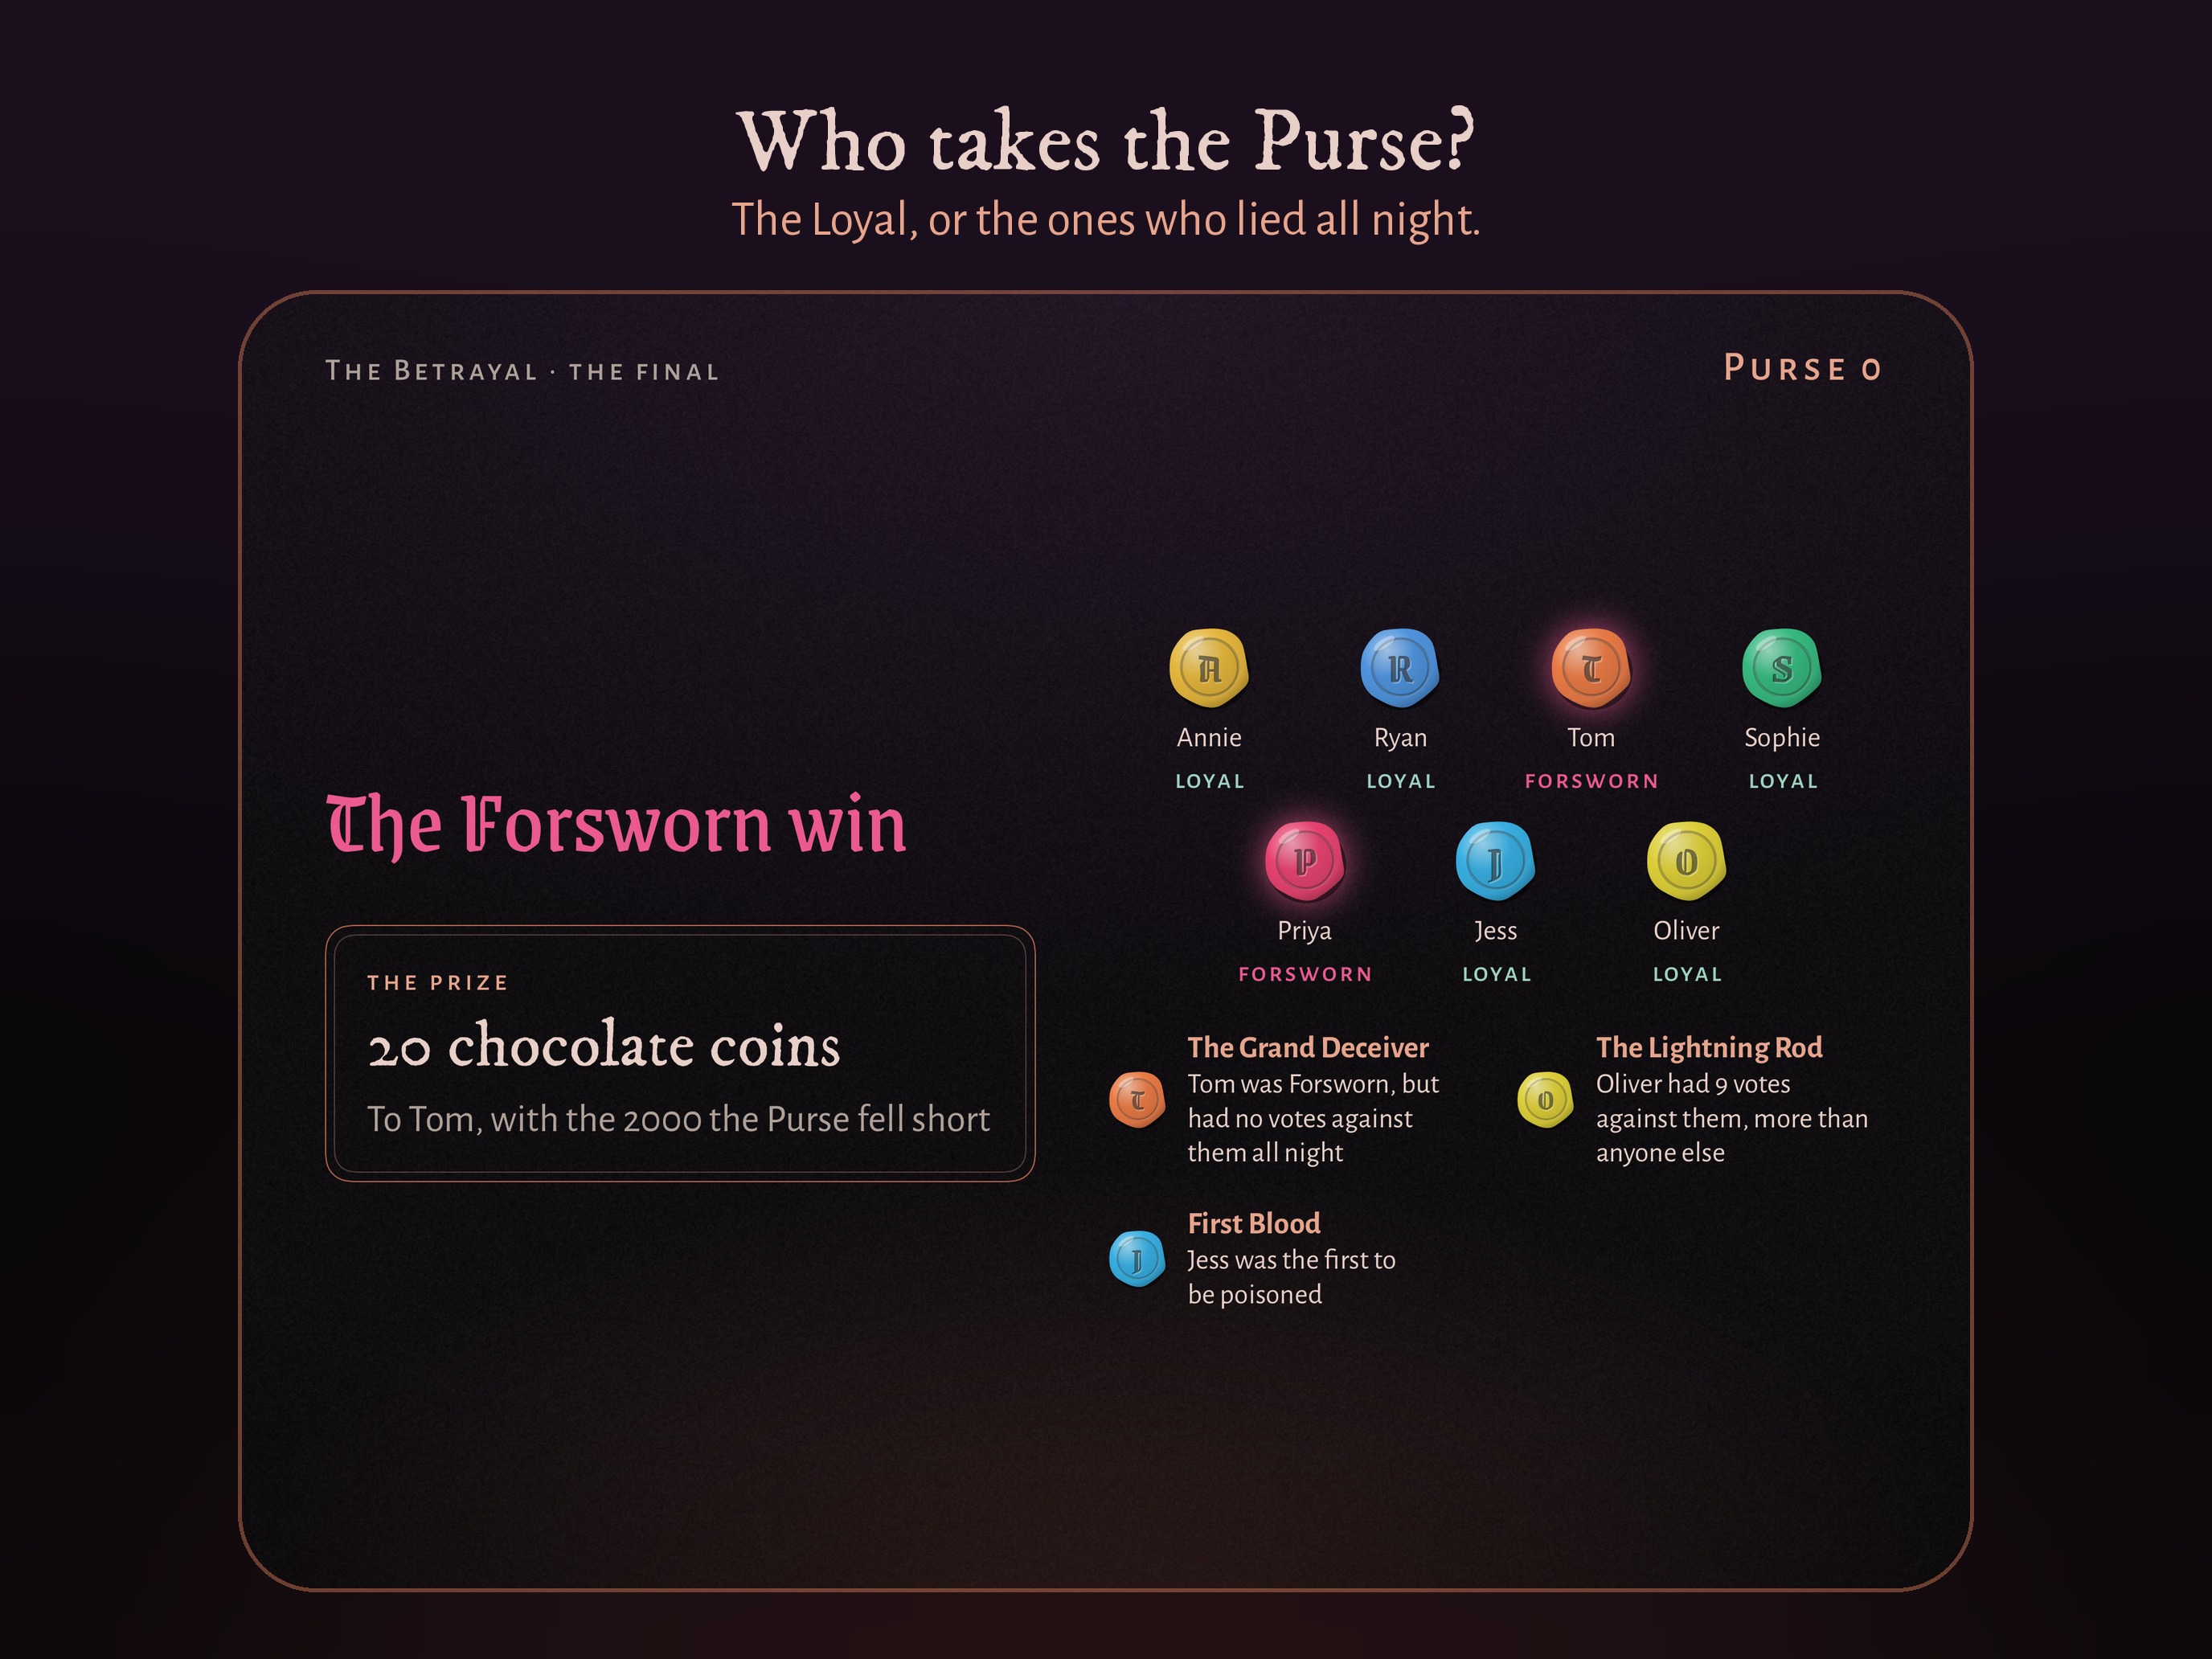 Who takes the Purse?
The Loyal, or the ones who lied all night.
The Betrayal · the final
Purse 0
The Forsworn win
THE PRIZE
20 chocolate coins
To Tom, with the 2000 the Purse fell short
A
R
T
S
Annie
Ryan
Tom
Sophie
LOYAL
LOYAL
FORSWORN
LOYAL
P
J
O
Priya
Jess
Oliver
FORSWORN
LOYAL
LOYAL
T
The Grand Deceiver
Tom was Forsworn, but
had no votes against
them all night
O
The Lightning Rod
Oliver had 9 votes
against them, more than
anyone else
J
First Blood
Jess was the first to
be poisoned